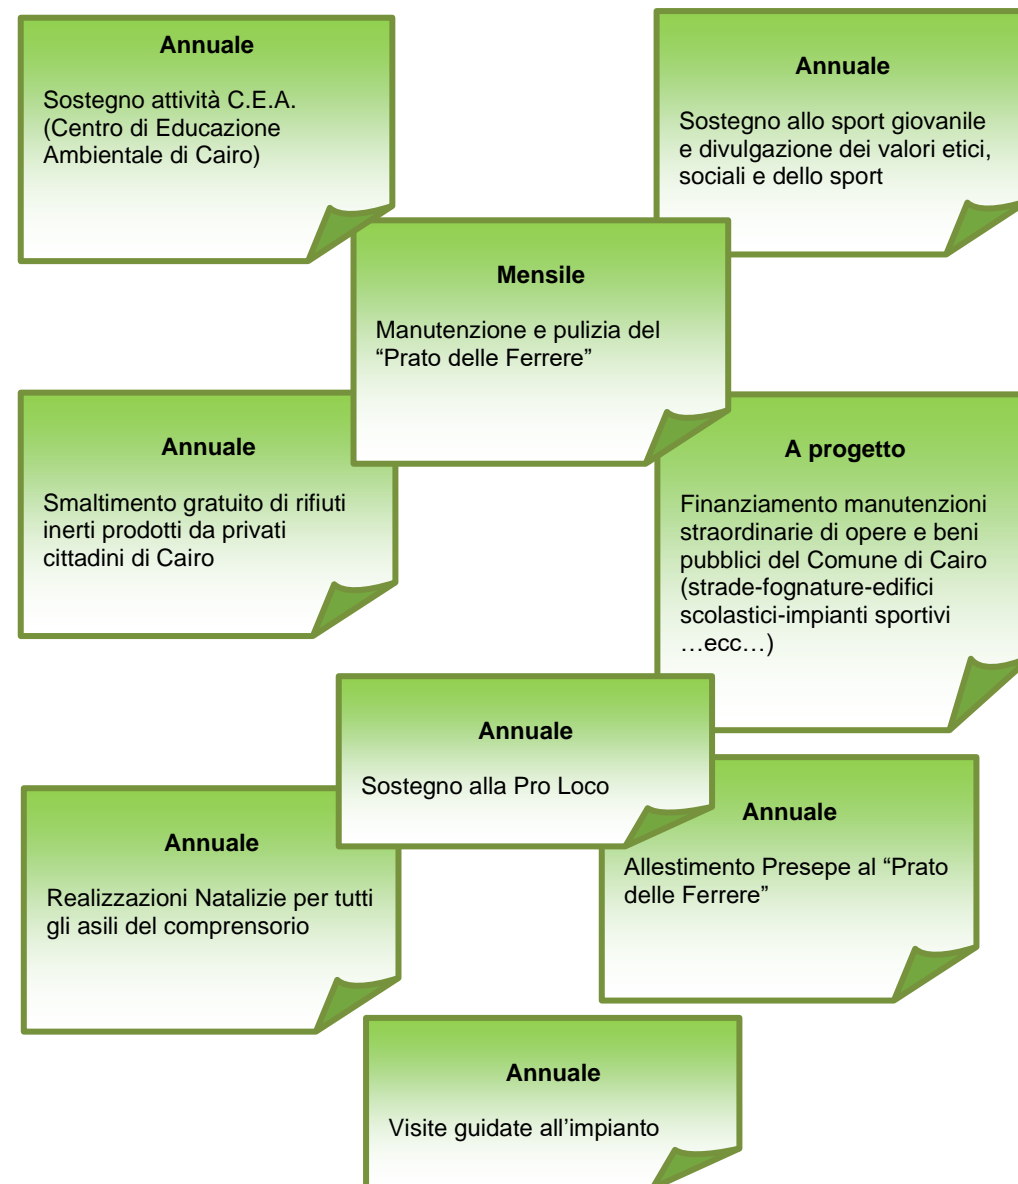 Annuale
Sostegno attività C.E.A.
(Centro di Educazione
Ambientale di Cairo)
Annuale
Sostegno allo sport giovanile
e divulgazione dei valori etici,
sociali e dello sport
Mensile
Manutenzione e pulizia del
“Prato delle Ferrere”
Annuale
Smaltimento gratuito di rifiuti
inerti prodotti da privati
cittadini di Cairo
A progetto
Finanziamento manutenzioni
straordinarie di opere e beni
pubblici del Comune di Cairo
(strade-fognature-edifici
scolastici-impianti sportivi
…ecc…)
Annuale
Sostegno alla Pro Loco
Annuale
Realizzazioni Natalizie per tutti
gli asili del comprensorio
Annuale
Allestimento Presepe al “Prato
delle Ferrere”
Annuale
Visite guidate all’impianto